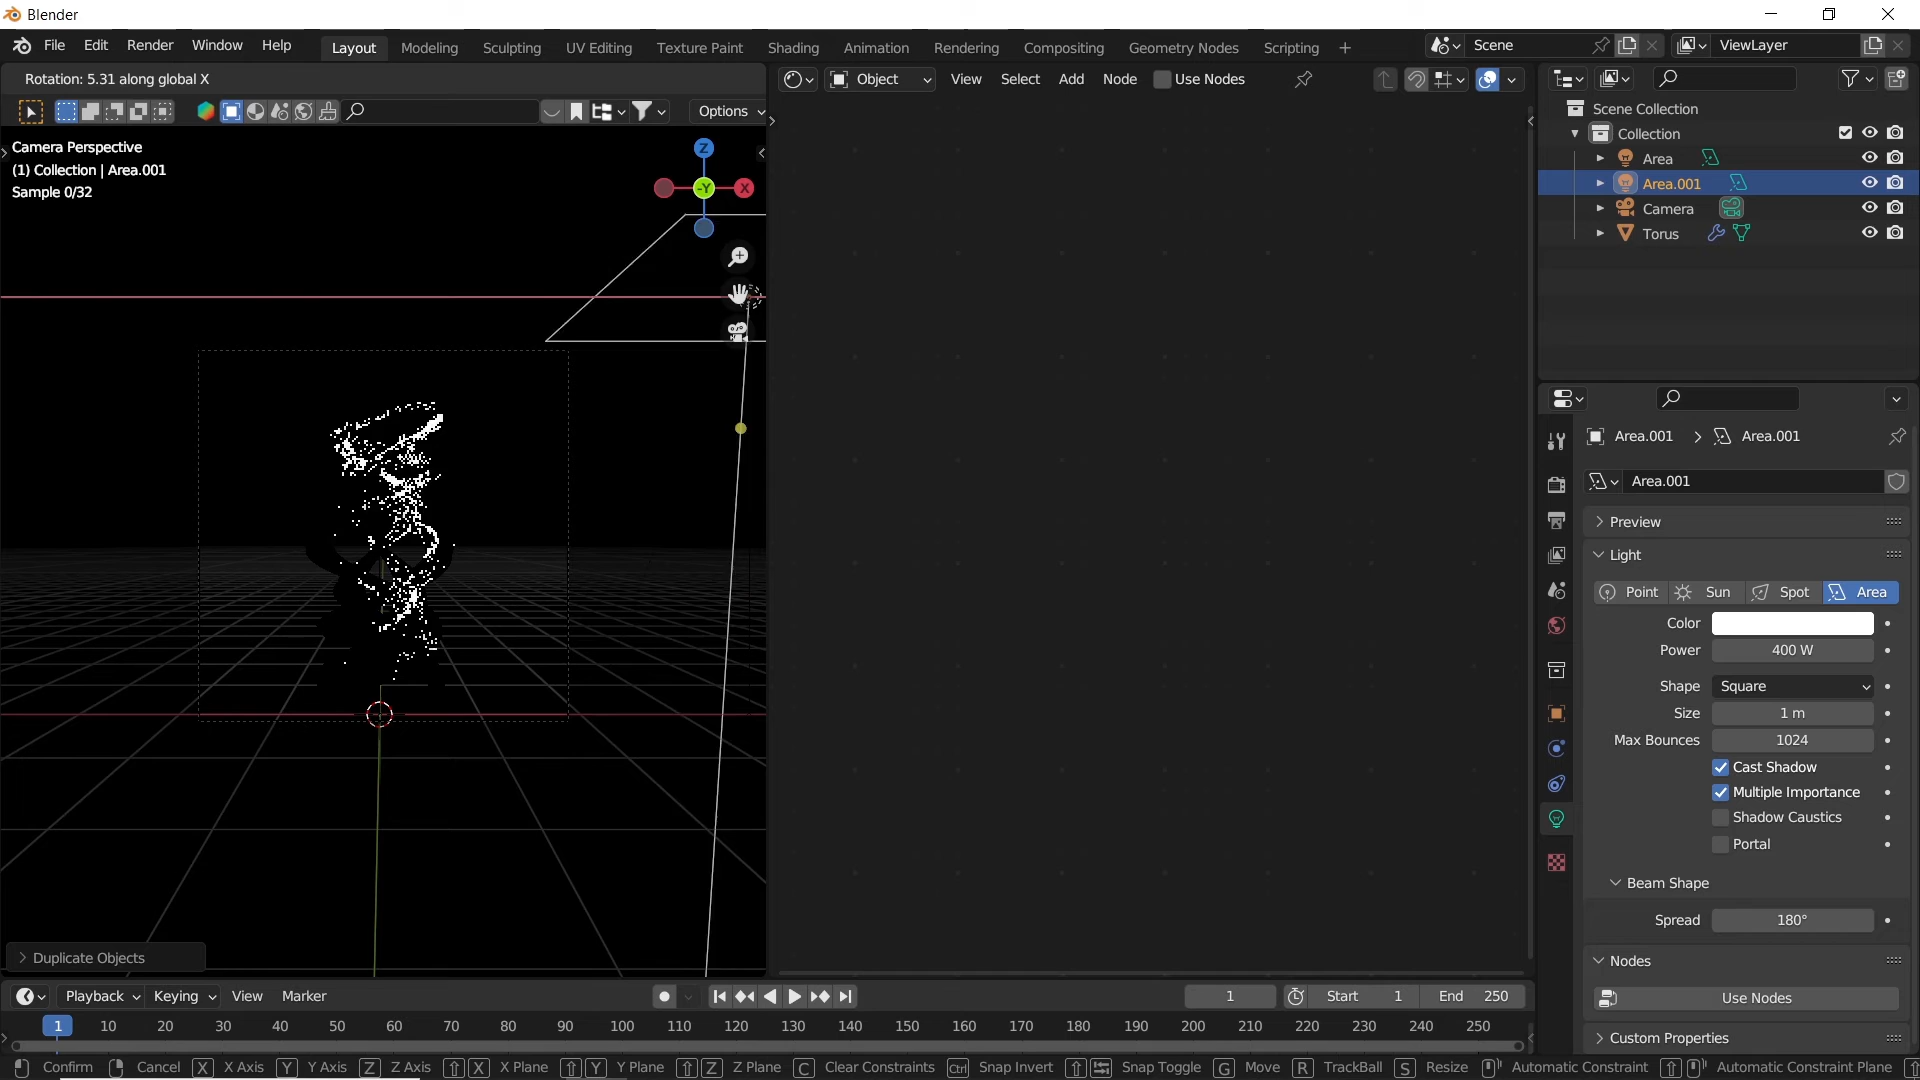 Blender
File Edit Render Window Help Layout Modeling Sculpting UV Editing Texture Paint Shading Animation Rendering Compositing Geometry Nodes Scripting + Scene ViewLayer
Rotation: 5.31 along global X
Object View Select Add Node Use Nodes
Options
Camera Perspective
(1) Collection | Area.001
Sample 0/32
Z
-Y
X
Scene Collection
Collection
Area
Area.001
Camera
Torus
Area.001 > Area.001
Area.001
Preview
Light
Point Sun Spot Area
Color
Power 400 W
Shape Square
Size 1 m
Max Bounces 1024
Cast Shadow
Multiple Importance
Shadow Caustics
Portal
Beam Shape
Spread 180°
Nodes
Use Nodes
Custom Properties
Duplicate Objects
Playback Keying View Marker 1 Start 1 End 250
1 10 20 30 40 50 60 70 80 90 100 110 120 130 140 150 160 170 180 190 200 210 220 230 240 250
Confirm Cancel X X Axis Y Y Axis Z Z Axis X X Plane Y Y Plane Z Z Plane C Clear Constraints Ctrl Snap Invert Snap Toggle G Move R TrackBall S Resize Automatic Constraint Automatic Constraint Plane